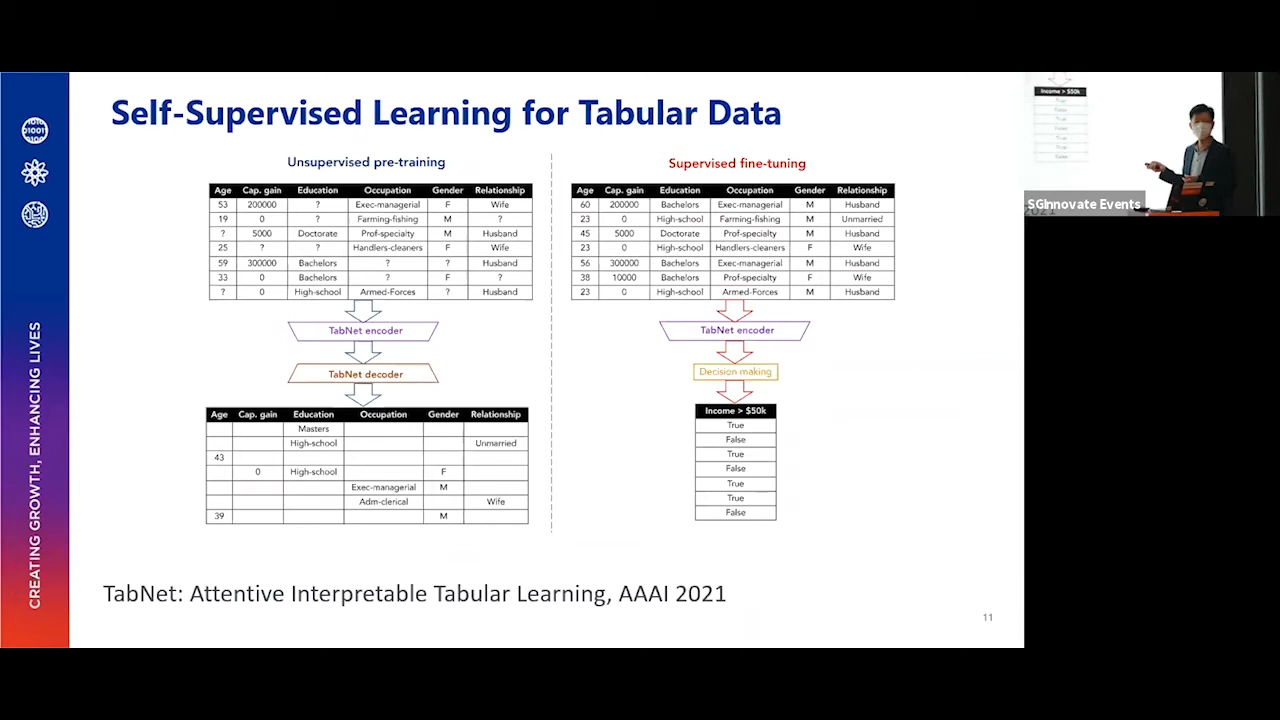 Self-Supervised Learning for Tabular Data
Unsupervised pre-training
Age Cap. gain Education Occupation Gender Relationship
53 200000 ? Exec-managerial F Wife
19 0 ? Farming-fishing M ?
? 5000 Doctorate Prof-specialty M Husband
25 ? ? Handlers-cleaners F Wife
59 300000 Bachelors ? ? Husband
33 0 Bachelors ? F ?
? 0 High-school Armed-Forces ? Husband
TabNet encoder
TabNet decoder
Age Cap. gain Education Occupation Gender Relationship
Masters
High-school Unmarried
43
0 High-school F
Exec-managerial M
Adm-clerical Wife
39 M
Supervised fine-tuning
Age Cap. gain Education Occupation Gender Relationship
60 200000 Bachelors Exec-managerial M Husband
23 0 High-school Farming-fishing M Unmarried
45 5000 Doctorate Prof-specialty M Husband
23 0 High-school Handlers-cleaners F Wife
56 300000 Bachelors Exec-managerial M Husband
38 10000 Bachelors Prof-specialty F Wife
23 0 High-school Armed-Forces M Husband
TabNet encoder
Decision making
Income > $50k
True
False
True
False
True
True
False
TabNet: Attentive Interpretable Tabular Learning, AAAI 2021
11
CREATING GROWTH, ENHANCING LIVES
Income > $50k
SGInnovate Events
2021